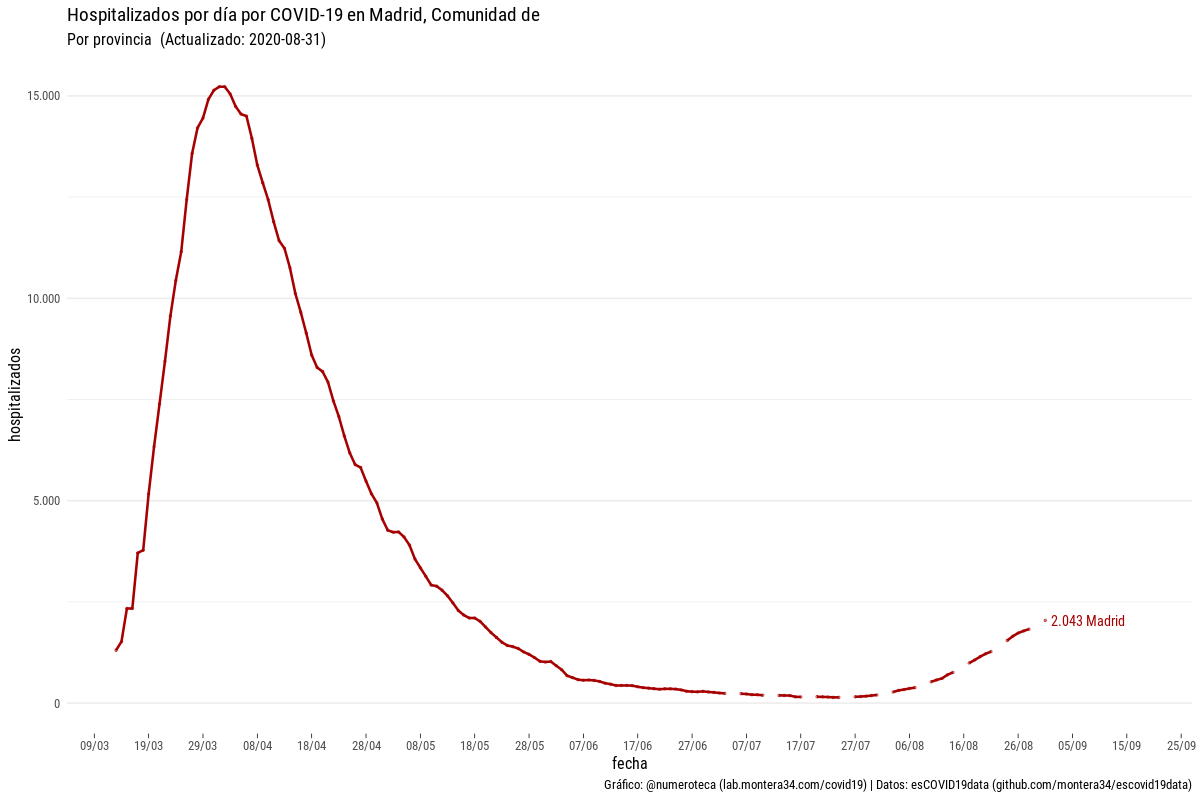 Hospitalizados por día por COVID-19 en Madrid, Comunidad de
Por provincia  (Actualizado: 2020-08-31)
15.000
10.000
5.000
0
hospitalizados
2.043 Madrid
09/03 19/03 29/03 08/04 18/04 28/04 08/05 18/05 28/05 07/06 17/06 27/06 07/07 17/07 27/07 06/08 16/08 26/08 05/09 15/09 25/09
fecha
Gráfico: @numeroteca (lab.montera34.com/covid19) | Datos: esCOVID19data (github.com/montera34/escovid19data)